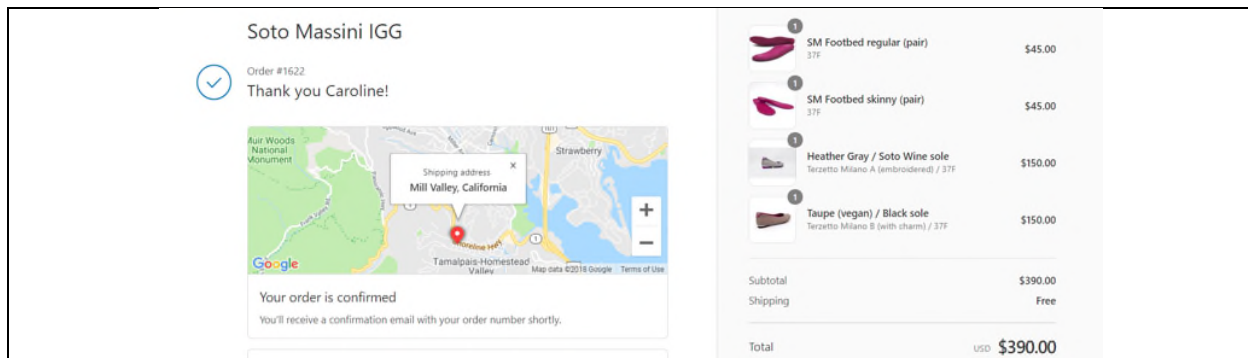 Soto Massini IGG
Order #1622
Thank you Caroline!
Muir Woods
National
Monument
Strawberry
101
Shipping address
×
Mill Valley, California
+
−
1
Shoreline Hwy
Tamalpais-Homestead
Valley
Google
Map data ©2018 Google
Terms of Use
Your order is confirmed
You'll receive a confirmation email with your order number shortly.
1
SM Footbed regular (pair)
37F
$45.00
1
SM Footbed skinny (pair)
37F
$45.00
1
Heather Gray / Soto Wine sole
Terzetto Milano A (embroidered) / 37F
$150.00
1
Taupe (vegan) / Black sole
Terzetto Milano B (with charm) / 37F
$150.00
Subtotal
$390.00
Shipping
Free
Total
USD $390.00